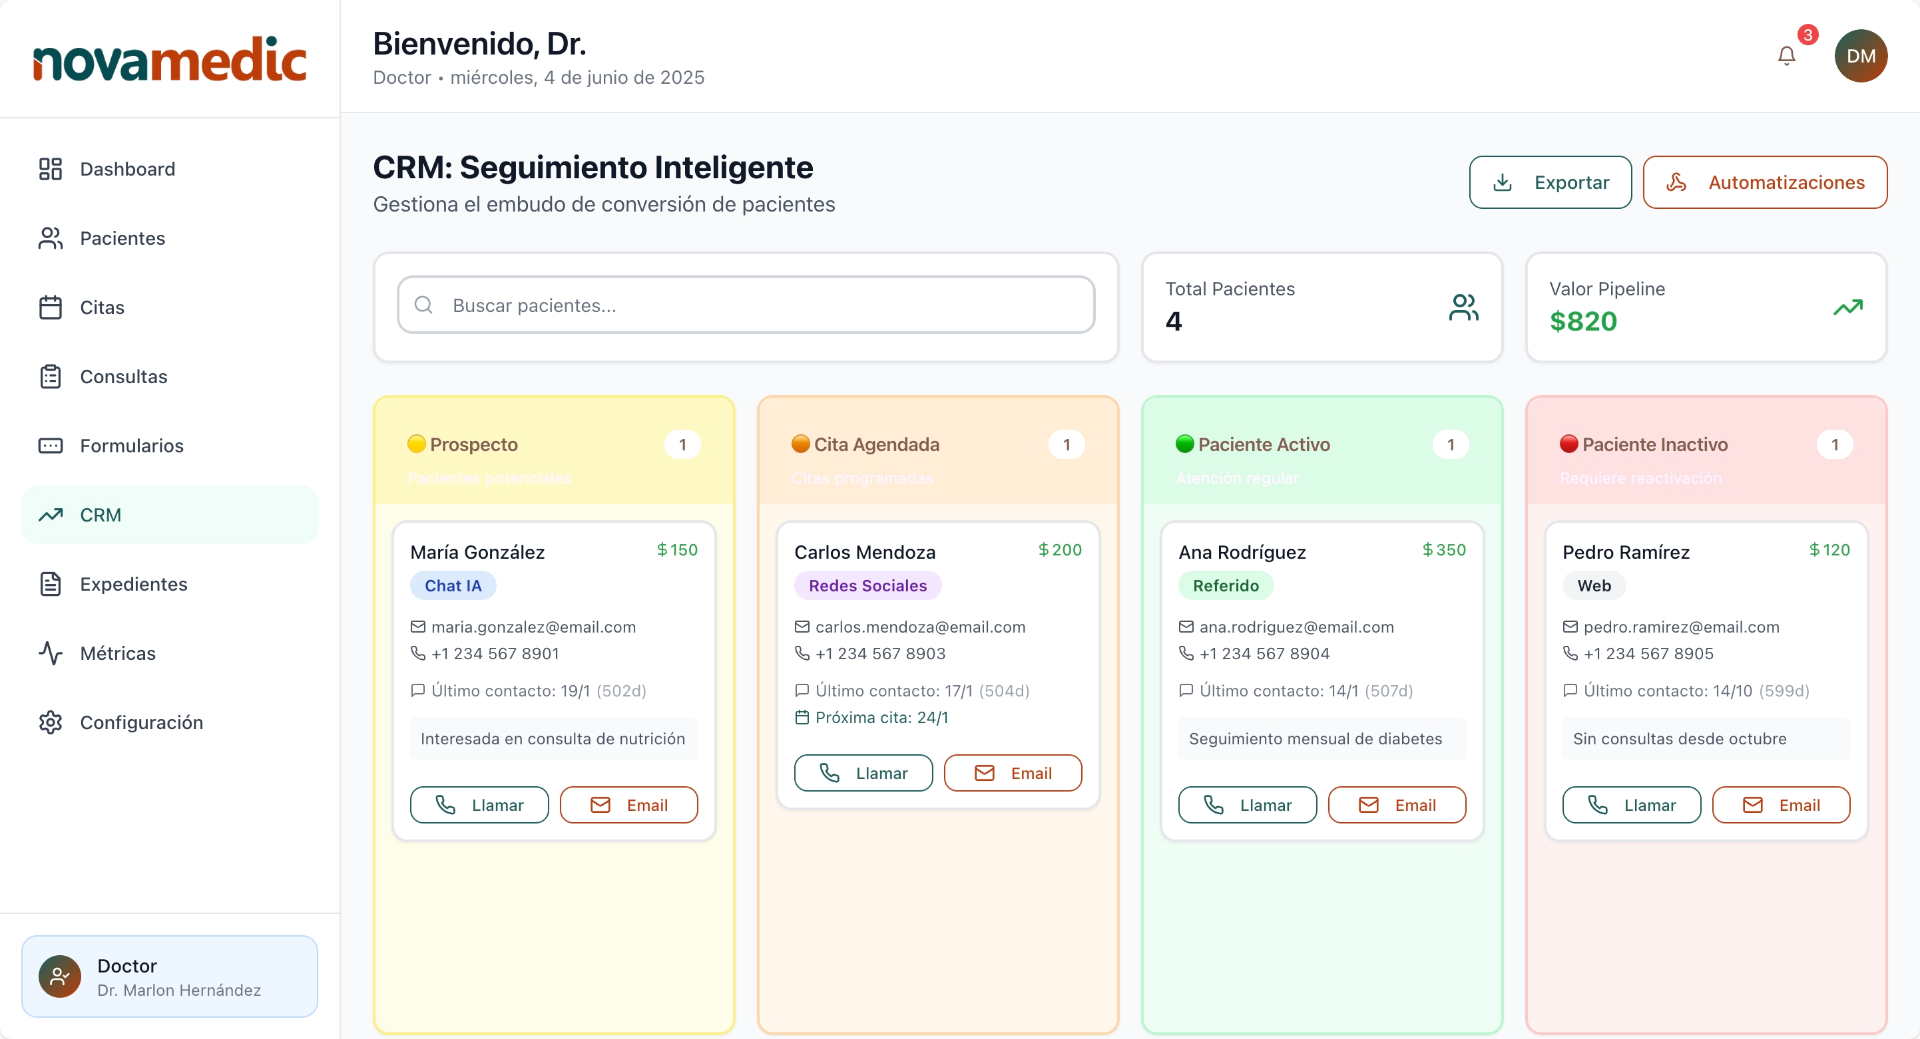 novamedic
Dashboard
Pacientes
Citas
Consultas
Formularios
CRM
Expedientes
Métricas
Configuración
Doctor
Dr. Marlon Hernández
Bienvenido, Dr.
Doctor • miércoles, 4 de junio de 2025
3
DM
CRM: Seguimiento Inteligente
Gestiona el embudo de conversión de pacientes
Exportar
Automatizaciones
Buscar pacientes...
Total Pacientes
4
Valor Pipeline
$820
Prospecto
1
Pacientes potenciales
María González
$150
Chat IA
maria.gonzalez@email.com
+1 234 567 8901
Último contacto: 19/1 (502d)
Interesada en consulta de nutrición
Llamar
Email
Cita Agendada
1
Citas programadas
Carlos Mendoza
$200
Redes Sociales
carlos.mendoza@email.com
+1 234 567 8903
Último contacto: 17/1 (504d)
Próxima cita: 24/1
Llamar
Email
Paciente Activo
1
Atención regular
Ana Rodríguez
$350
Referido
ana.rodriguez@email.com
+1 234 567 8904
Último contacto: 14/1 (507d)
Seguimiento mensual de diabetes
Llamar
Email
Paciente Inactivo
1
Requiere reactivación
Pedro Ramírez
$120
Web
pedro.ramirez@email.com
+1 234 567 8905
Último contacto: 14/10 (599d)
Sin consultas desde octubre
Llamar
Email